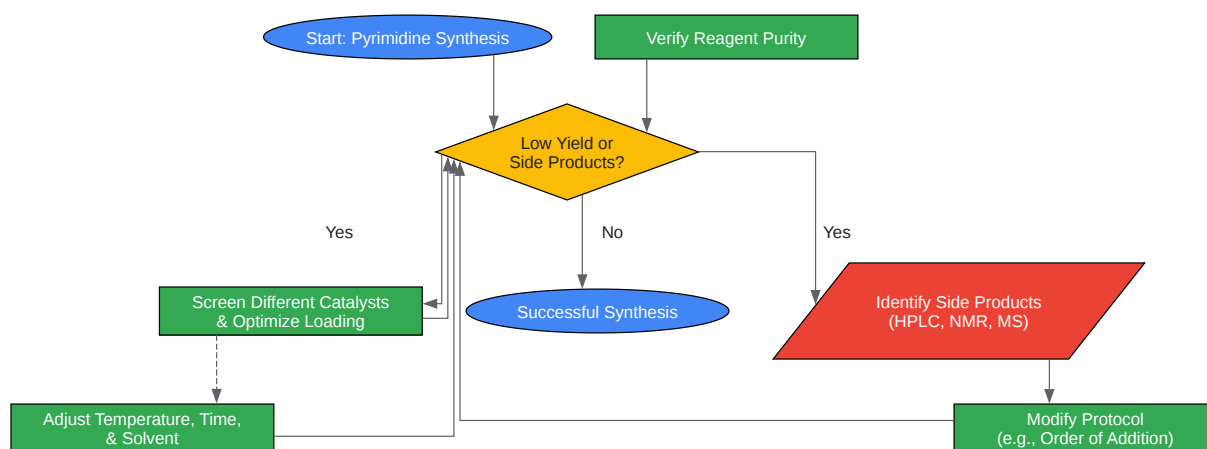 Start: Pyrimidine Synthesis
Verify Reagent Purity
Low Yield or
Side Products?
Yes
No
Yes
Screen Different Catalysts
& Optimize Loading
Successful Synthesis
Identify Side Products
(HPLC, NMR, MS)
Adjust Temperature, Time,
& Solvent
Modify Protocol
(e.g., Order of Addition)